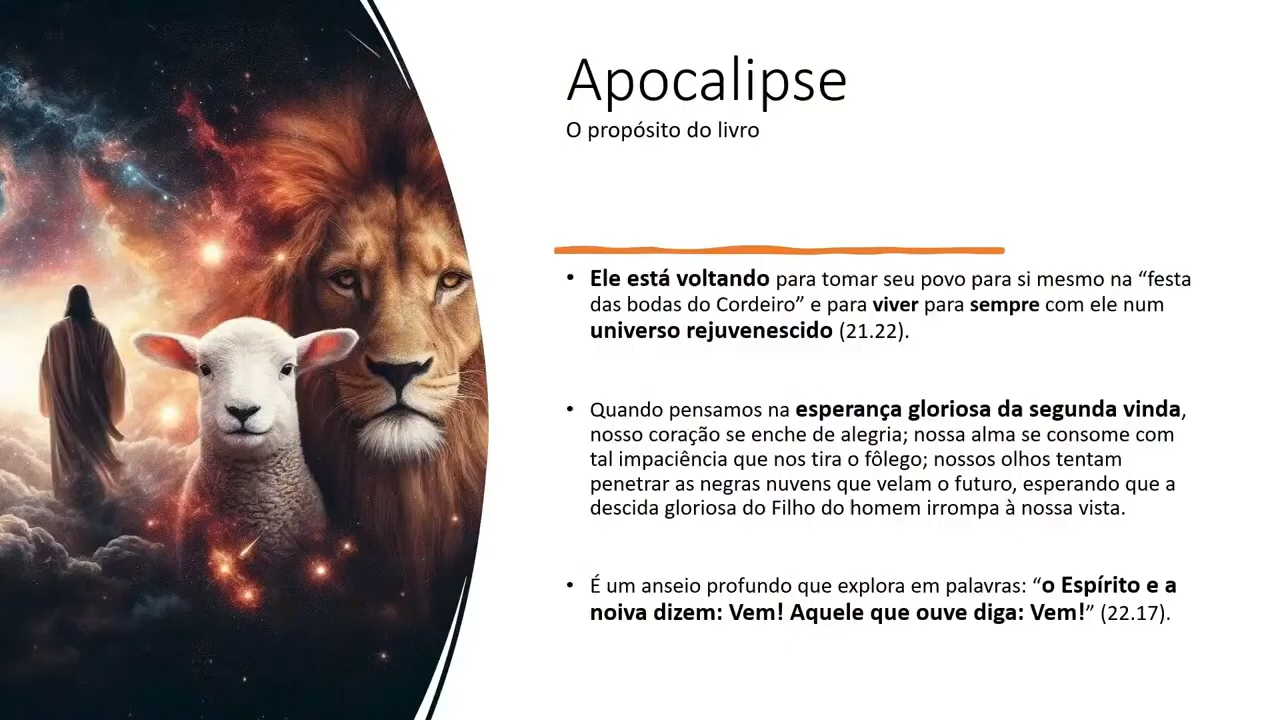 Apocalipse
O propósito do livro
• Ele está voltando para tomar seu povo para si mesmo na “festa
das bodas do Cordeiro” e para viver para sempre com ele num
universo rejuvenescido (21.22).
• Quando pensamos na esperança gloriosa da segunda vinda,
nosso coração se enche de alegria; nossa alma se consome com
tal impaciência que nos tira o fôlego; nossos olhos tentam
penetrar as negras nuvens que velam o futuro, esperando que a
descida gloriosa do Filho do homem irrompa à nossa vista.
• É um anseio profundo que explora em palavras: “o Espírito e a
noiva dizem: Vem! Aquele que ouve diga: Vem!” (22.17).